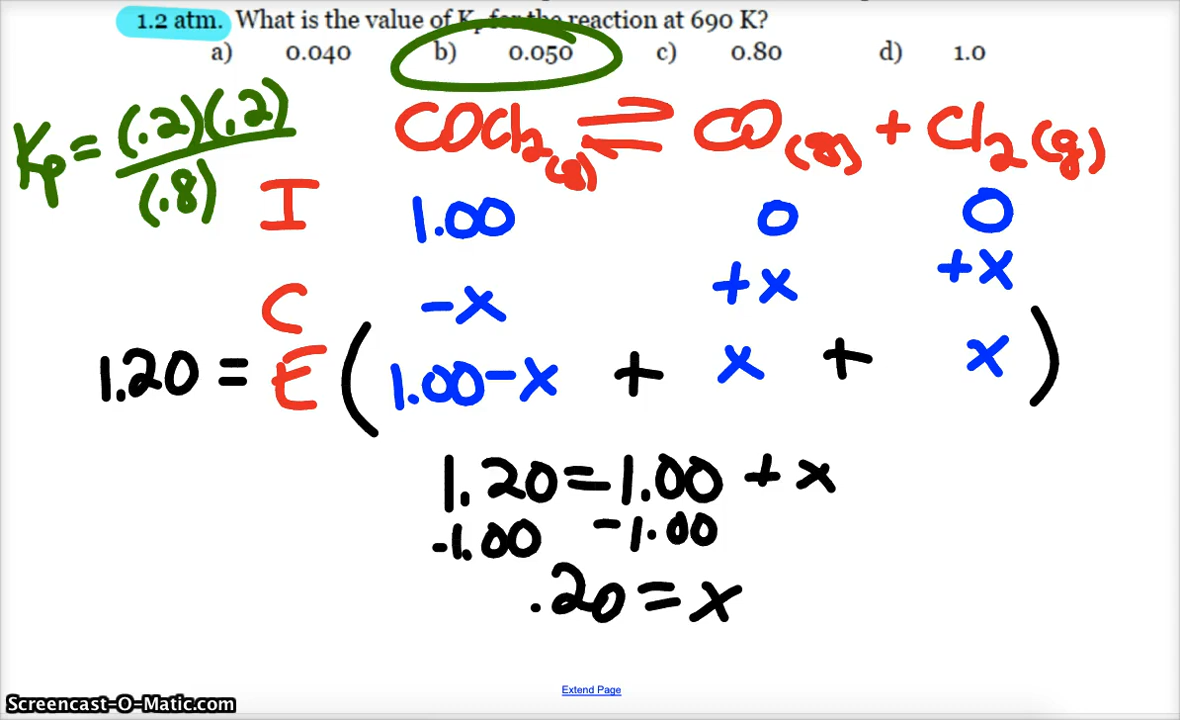 1.2 atm. What is the value of Kp for the reaction at 690 K?
a) 0.040 b) 0.050 c) 0.80 d) 1.0
Kp = (.2)(.2)
(.8)
COCl2(g) ⇌ CO(g) + Cl2(g)
I 1.00 0 0
C -x +x +x
1.20 = E (1.00-x + x + x)
1.20 = 1.00 + x
-1.00 -1.00
.20 = x
Extend Page
Screencast-O-Matic.com